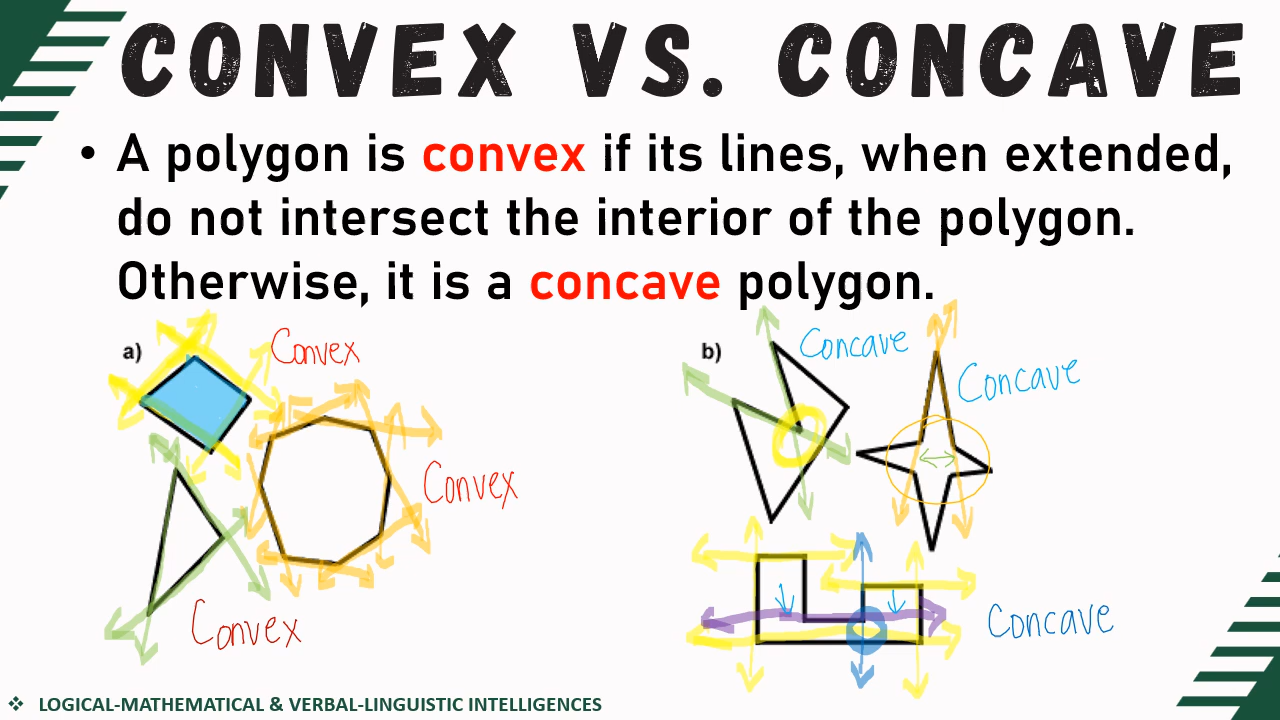 CONVEX VS. CONCAVE
• A polygon is convex if its lines, when extended,
do not intersect the interior of the polygon.
Otherwise, it is a concave polygon.
a)
Convex
Convex
Convex
b)
Concave
Concave
Concave
❖ LOGICAL-MATHEMATICAL & VERBAL-LINGUISTIC INTELLIGENCES